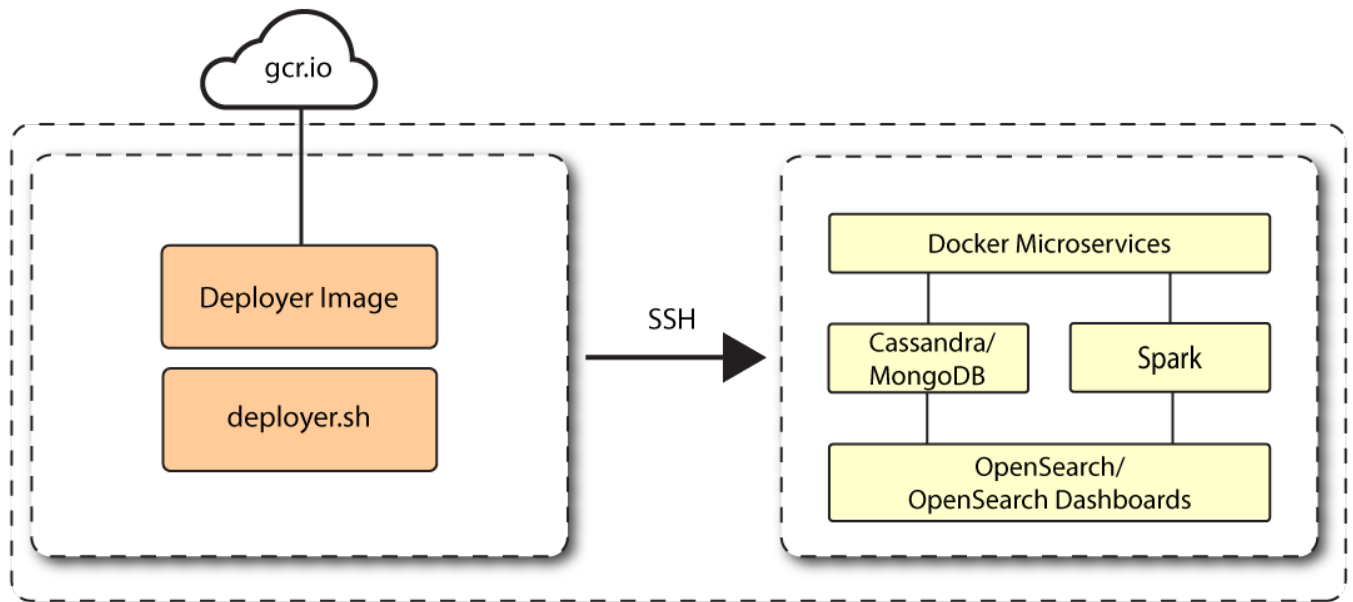 gcr.io
Deployer Image
deployer.sh
SSH
Docker Microservices
Cassandra/
MongoDB
Spark
OpenSearch/
OpenSearch Dashboards